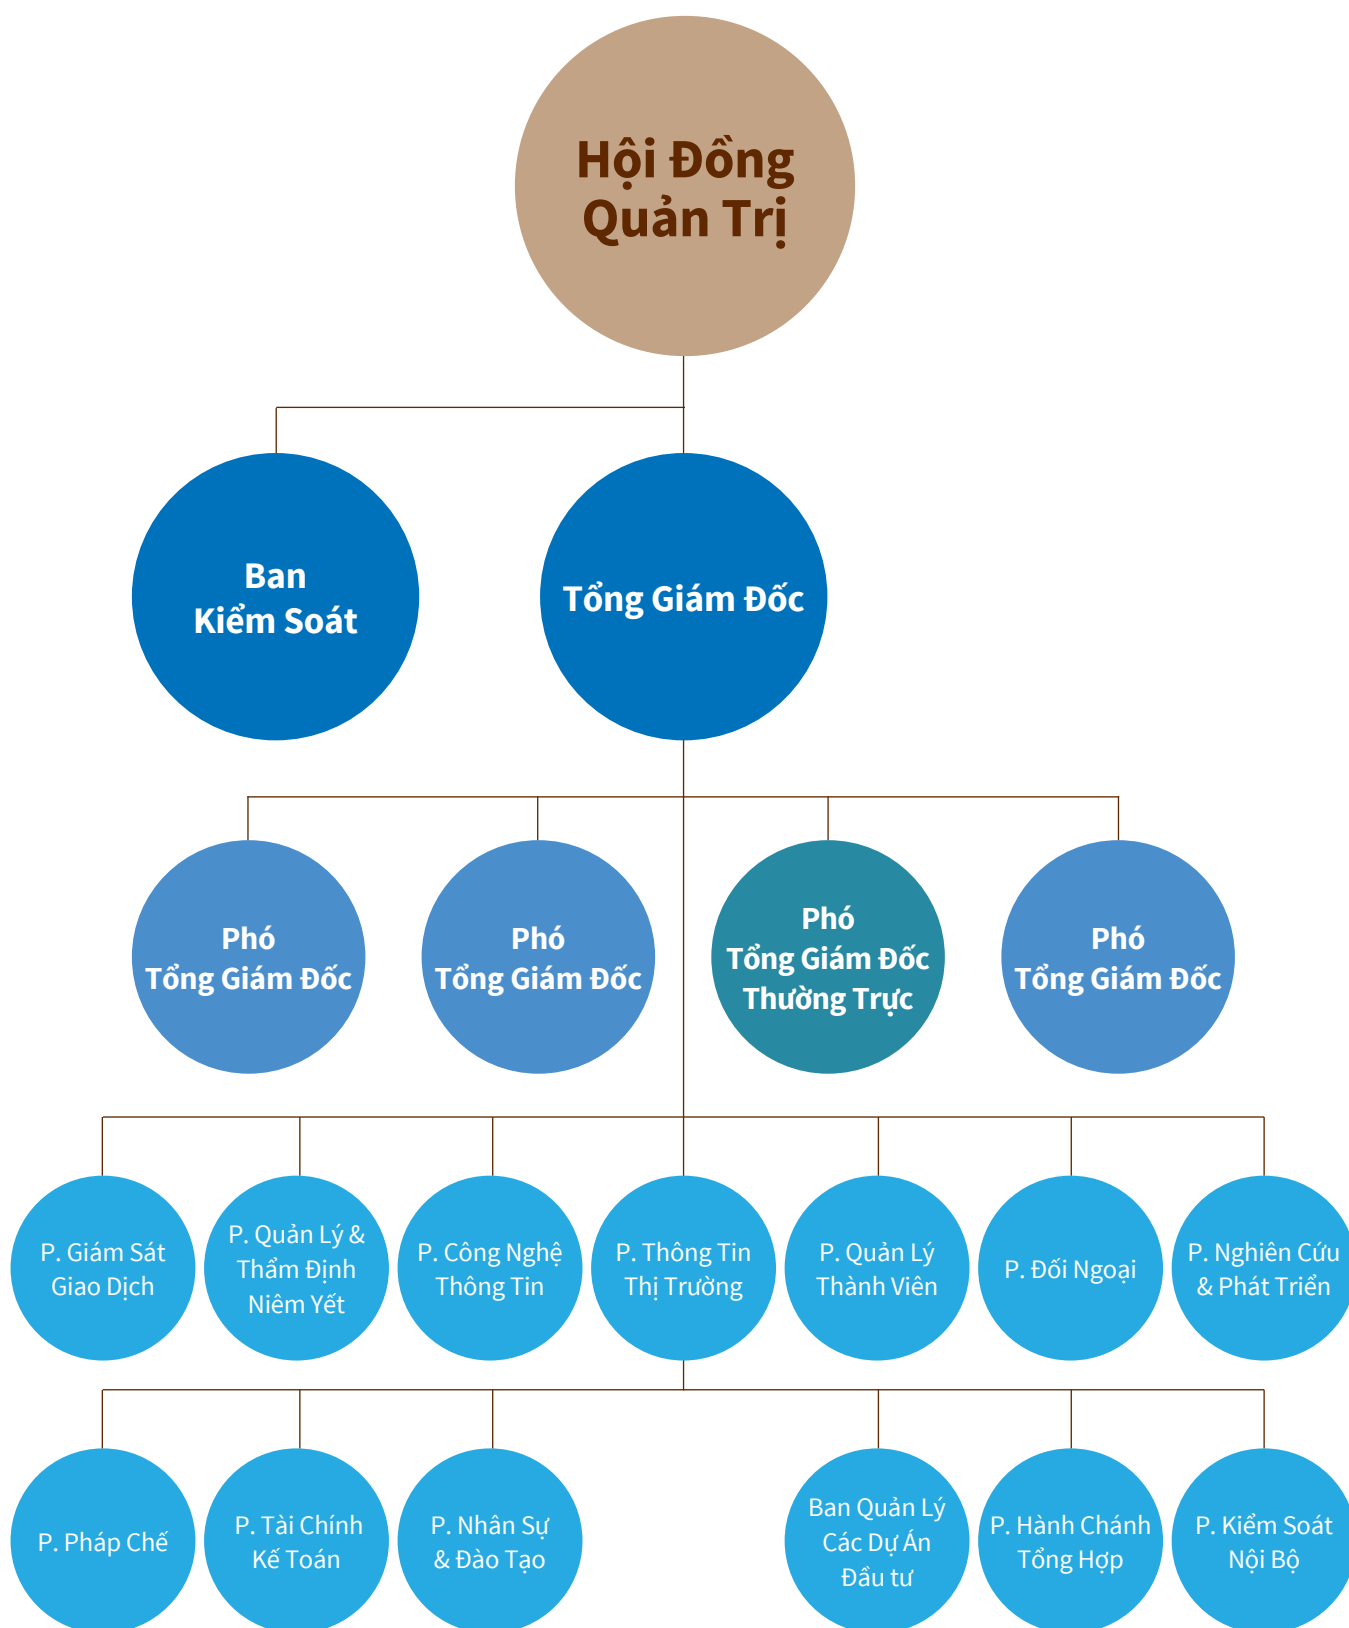 Hội Đồng
Quản Trị
Ban
Kiểm Soát
Tổng Giám Đốc
Phó
Tổng Giám Đốc
Phó
Tổng Giám Đốc
Phó
Tổng Giám Đốc
Thường Trực
Phó
Tổng Giám Đốc
P. Giám Sát
Giao Dịch
P. Quản Lý &
Thẩm Định
Niêm Yết
P. Công Nghệ
Thông Tin
P. Thông Tin
Thị Trường
P. Quản Lý
Thành Viên
P. Đối Ngoại
P. Nghiên Cứu
& Phát Triển
P. Pháp Chế
P. Tài Chính
Kế Toán
P. Nhân Sự
& Đào Tạo
Ban Quản Lý
Các Dự Án
Đầu tư
P. Hành Chánh
Tổng Hợp
P. Kiểm Soát
Nội Bộ